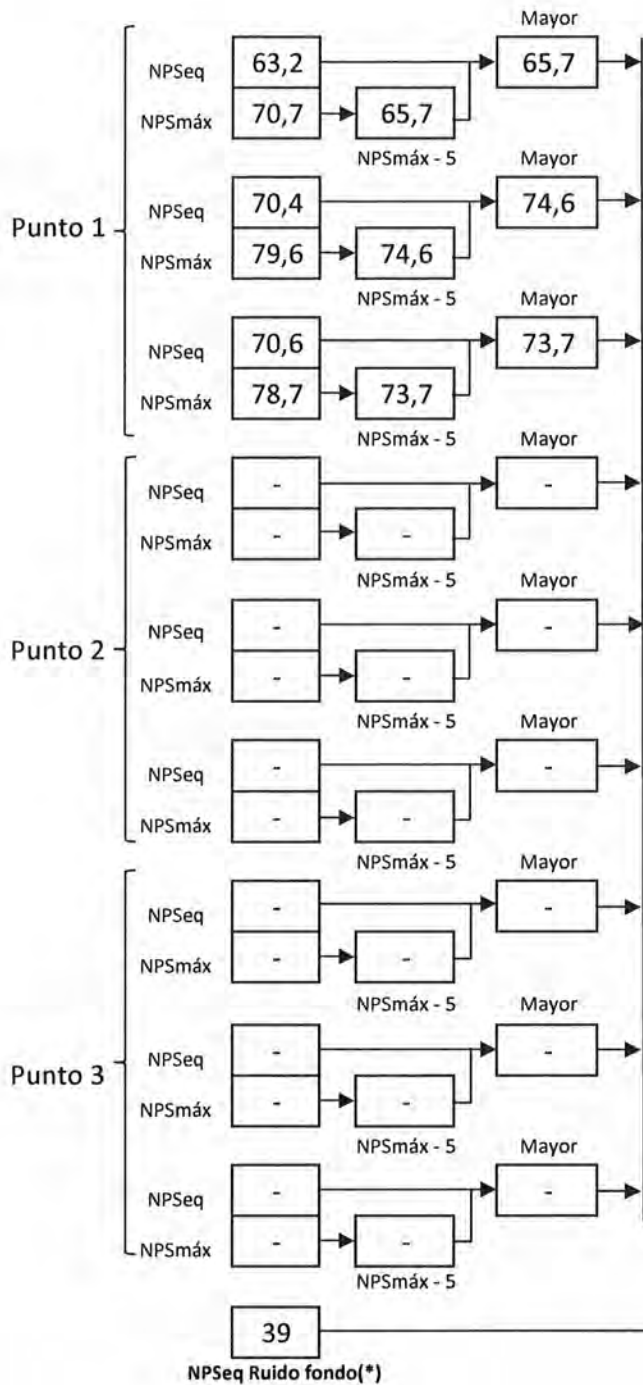 Mayor
NPSeq 63,2 65,7
NPSmáx 70,7 65,7
NPSmáx - 5 Mayor
Punto 1
NPSeq 70,4 74,6
NPSmáx 79,6 74,6
NPSmáx - 5 Mayor
NPSeq 70,6 73,7
NPSmáx 78,7 73,7
NPSmáx - 5 Mayor
NPSeq - -
NPSmáx - -
NPSmáx - 5 Mayor
Punto 2
NPSeq - -
NPSmáx - -
NPSmáx - 5 Mayor
NPSeq - -
NPSmáx - -
NPSmáx - 5 Mayor
NPSeq - -
NPSmáx - -
NPSmáx - 5 Mayor
Punto 3
NPSeq - -
NPSmáx - -
NPSmáx - 5 Mayor
NPSeq - -
NPSmáx - -
NPSmáx - 5
39
NPSeq Ruido fondo(*)